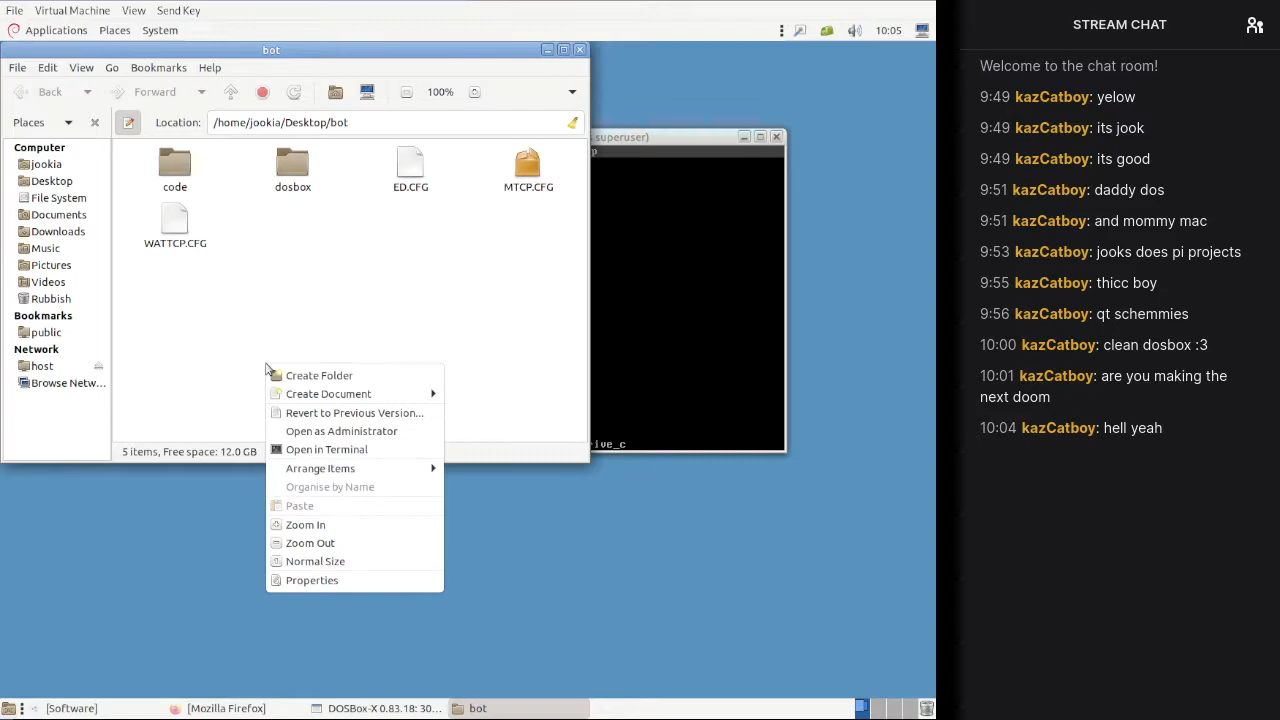 File Virtual Machine View Send Key
Applications Places System 10:05
bot
File Edit View Go Bookmarks Help
Back Forward 100%
Places Location: /home/jookia/Desktop/bot
s.superuser)
Computer
jookia
Desktop
File System
Documents
Downloads
Music
Pictures
Videos
Rubbish
Bookmarks
public
Network
host
Browse Netw...
code dosbox ED.CFG MTCP.CFG
WATTCP.CFG
5 items, Free space: 12.0 GB
ive_c
Create Folder
Create Document
Revert to Previous Version...
Open as Administrator
Open in Terminal
Arrange Items
Organise by Name
Paste
Zoom In
Zoom Out
Normal Size
Properties
[Software] [Mozilla Firefox] DOSBox-X 0.83.18: 30... bot
STREAM CHAT
Welcome to the chat room!
9:49 kazCatboy: yelow
9:49 kazCatboy: its jook
9:49 kazCatboy: its good
9:51 kazCatboy: daddy dos
9:51 kazCatboy: and mommy mac
9:53 kazCatboy: jooks does pi projects
9:55 kazCatboy: thicc boy
9:56 kazCatboy: qt schemmies
10:00 kazCatboy: clean dosbox :3
10:01 kazCatboy: are you making the
next doom
10:04 kazCatboy: hell yeah